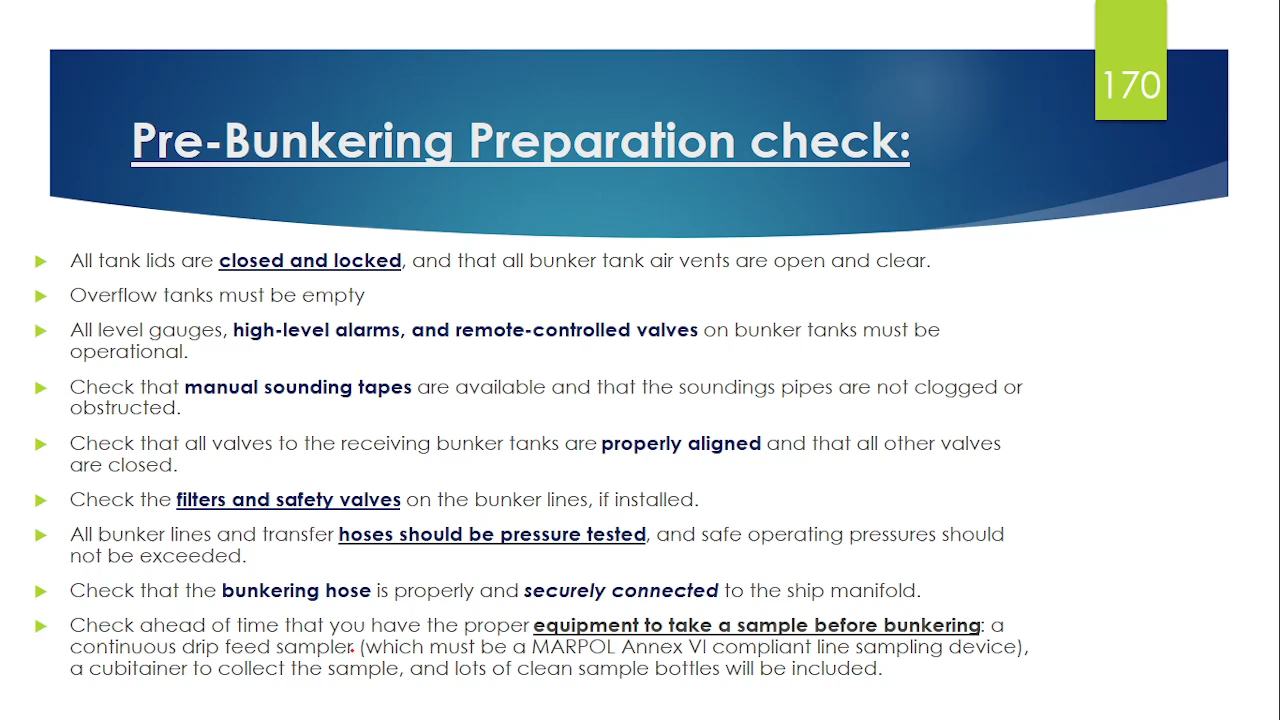 170
Pre-Bunkering Preparation check:
All tank lids are closed and locked, and that all bunker tank air vents are open and clear.
Overflow tanks must be empty
All level gauges, high-level alarms, and remote-controlled valves on bunker tanks must be
operational.
Check that manual sounding tapes are available and that the soundings pipes are not clogged or
obstructed.
Check that all valves to the receiving bunker tanks are properly aligned and that all other valves
are closed.
Check the filters and safety valves on the bunker lines, if installed.
All bunker lines and transfer hoses should be pressure tested, and safe operating pressures should
not be exceeded.
Check that the bunkering hose is properly and securely connected to the ship manifold.
Check ahead of time that you have the proper equipment to take a sample before bunkering: a
continuous drip feed sampler (which must be a MARPOL Annex VI compliant line sampling device),
a cubitainer to collect the sample, and lots of clean sample bottles will be included.